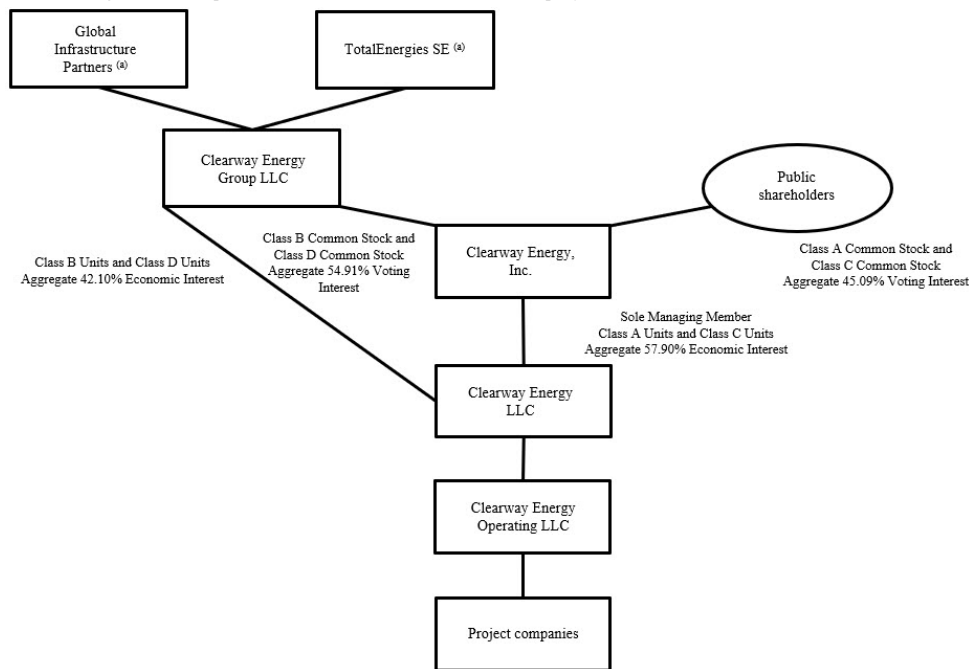 Global
Infrastructure
Partners (a)
TotalEnergies SE (a)
Clearway Energy
Group LLC
Public
shareholders
Class B Units and Class D Units
Aggregate 42.10% Economic Interest
Class B Common Stock and
Class D Common Stock
Aggregate 54.91% Voting
Interest
Clearway Energy,
Inc.
Class A Common Stock and
Class C Common Stock
Aggregate 45.09% Voting Interest
Sole Managing Member
Class A Units and Class C Units
Aggregate 57.90% Economic Interest
Clearway Energy
LLC
Clearway Energy
Operating LLC
Project companies